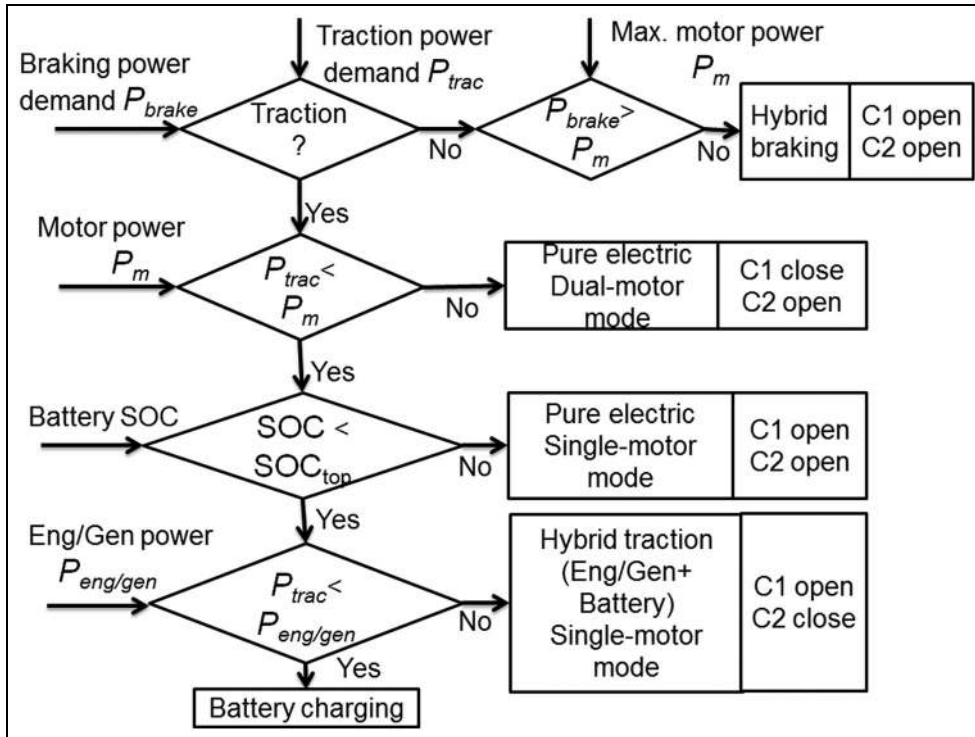 Braking power
demand P_brake
Traction power
demand P_trac
Max. motor power
P_m
Traction
?
No
P_brake>
P_m
No
Hybrid
braking
C1 open
C2 open
Yes
Motor power
P_m
P_trac<
P_m
No
Pure electric
Dual-motor
mode
C1 close
C2 open
Yes
Battery SOC
SOC <
SOC_top
No
Pure electric
Single-motor
mode
C1 open
C2 open
Yes
Eng/Gen power
P_eng/gen
P_trac<
P_eng/gen
No
Hybrid traction
(Eng/Gen+
Battery)
Single-motor
mode
C1 open
C2 close
Yes
Battery charging